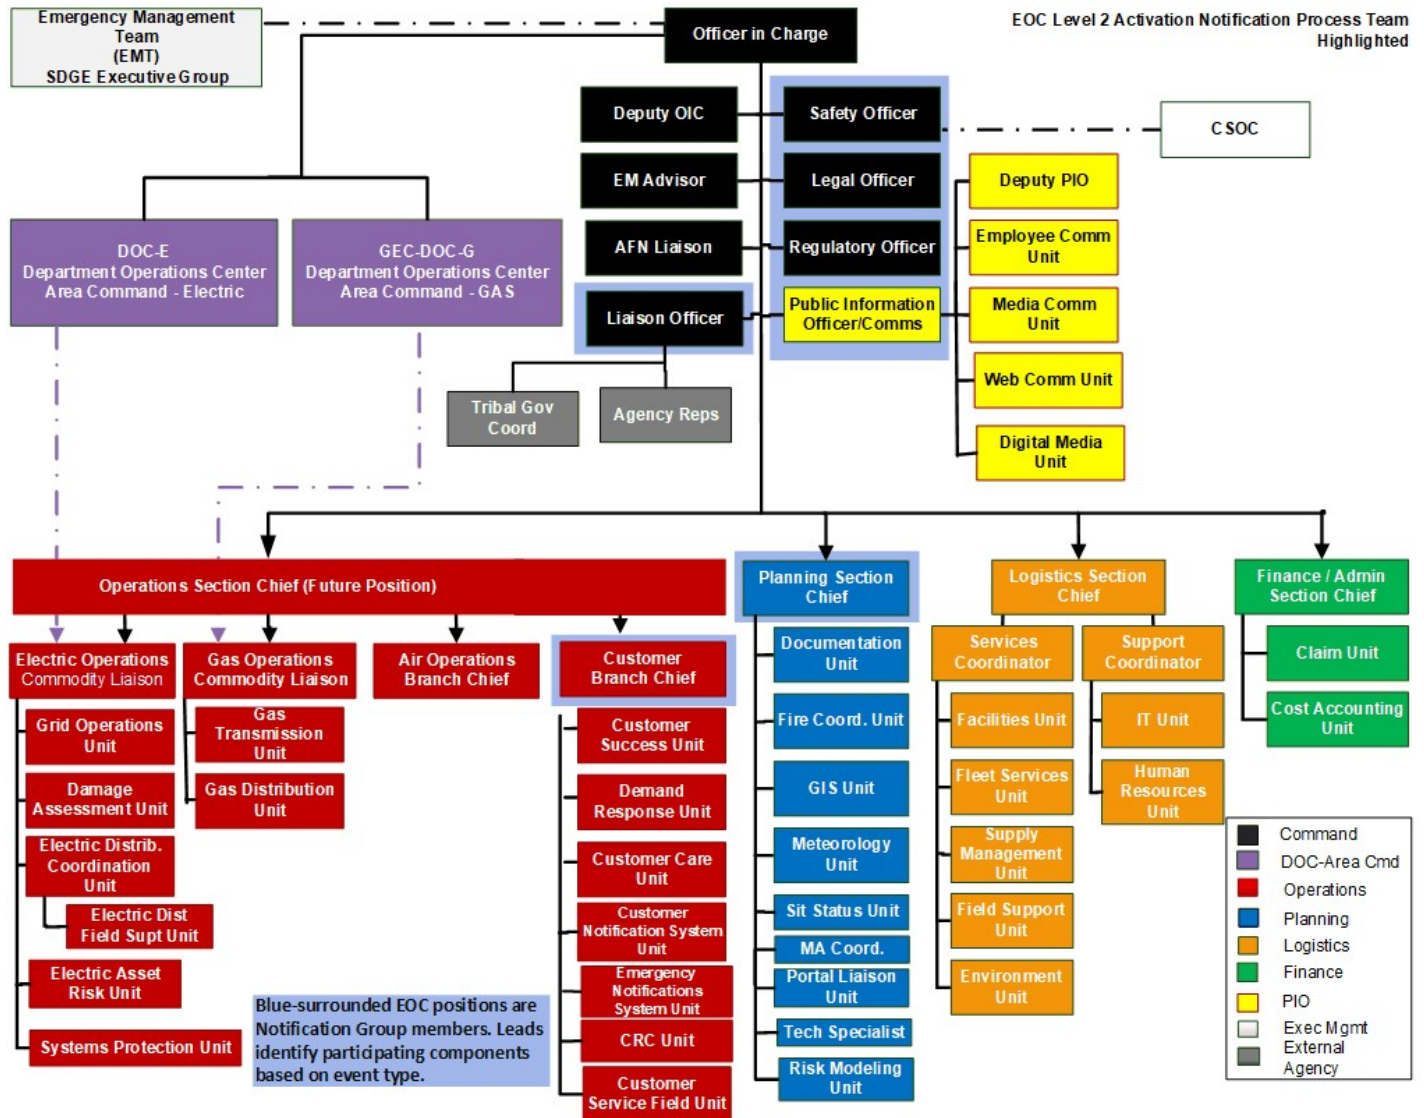 Emergency Management
Team
(EMT)
SDGE Executive Group
Officer in Charge
EOC Level 2 Activation Notification Process Team
Highlighted
Deputy OIC
Safety Officer
CSOC
EM Advisor
Legal Officer
Deputy PIO
AFN Liaison
Regulatory Officer
Employee Comm
Unit
DOC-E
Department Operations Center
Area Command - Electric
GEC-DOC-G
Department Operations Center
Area Command - GAS
Liaison Officer
Public Information
Officer/Comms
Media Comm
Unit
Web Comm Unit
Tribal Gov
Coord
Agency Reps
Digital Media
Unit
Operations Section Chief (Future Position)
Planning Section
Chief
Logistics Section
Chief
Finance / Admin
Section Chief
Electric Operations
Commodity Liaison
Gas Operations
Commodity Liaison
Air Operations
Branch Chief
Customer
Branch Chief
Documentation
Unit
Services
Coordinator
Support
Coordinator
Claim Unit
Grid Operations
Unit
Gas
Transmission
Unit
Customer
Success Unit
Fire Coord. Unit
Facilities Unit
IT Unit
Cost Accounting
Unit
Damage
Assessment Unit
Gas Distribution
Unit
Demand
Response Unit
GIS Unit
Fleet Services
Unit
Human
Resources
Unit
Electric Distrib.
Coordination
Unit
Customer Care
Unit
Meteorology
Unit
Supply
Management
Unit
Electric Dist
Field Supt Unit
Customer
Notification System
Unit
Sit Status Unit
MA Coord.
Field Support
Unit
Electric Asset
Risk Unit
Emergency
Notifications
System Unit
Portal Liaison
Unit
Environment
Unit
Systems Protection Unit
CRC Unit
Tech Specialist
Customer
Service Field Unit
Risk Modeling
Unit
Blue-surrounded EOC positions are
Notification Group members. Leads
identify participating components
based on event type.
Command
DOC-Area Cmd
Operations
Planning
Logistics
Finance
PIO
Exec Mgmt
External
Agency